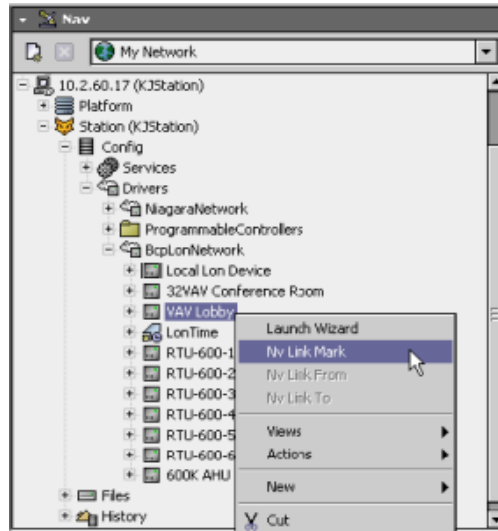 Nav
My Network
10.2.60.17 (KJStation)
Platform
Station (KJStation)
Config
Services
Drivers
NiagaraNetwork
ProgrammableControllers
BcpLonNetwork
Local Lon Device
32VAV Conference Room
VAV Lobby
LonTime
RTU-600-1
RTU-600-2
RTU-600-3
RTU-600-4
RTU-600-5
RTU-600-6
600K AHU
Files
History
Launch Wizard
Nv Link Mark
Nv Link From
Nv Link To
Views
Actions
New
Cut